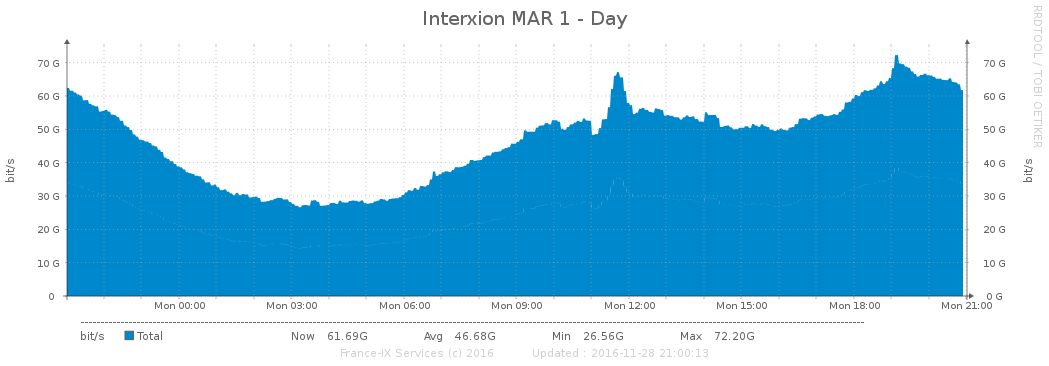 Interxion MAR 1 - Day
RRDTOOL / TOBI OETIKER
70 G 70 G
60 G 60 G
50 G 50 G
40 G 40 G
30 G 30 G
20 G 20 G
10 G 10 G
0 0 G
bit/s
bit/s
Mon 00:00 Mon 03:00 Mon 06:00 Mon 09:00 Mon 12:00 Mon 15:00 Mon 18:00 Mon 21:00
bit/s Total Now 61.69G Avg 46.68G Min 26.56G Max 72.20G
France-IX Services (c) 2016 Updated : 2016-11-28 21:00:13